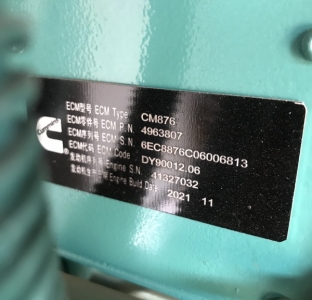 Cummins
ECM型号 ECM Type CM876
ECM零件号 ECM P.N. 4963807
ECM序列号 ECM S.N. 6EC8876C06006813
ECM代码 ECM Code DY90012.06
发动机序列号 Engine S.N. 41327032
发动机生产日期 Engine Build Date 2021 11